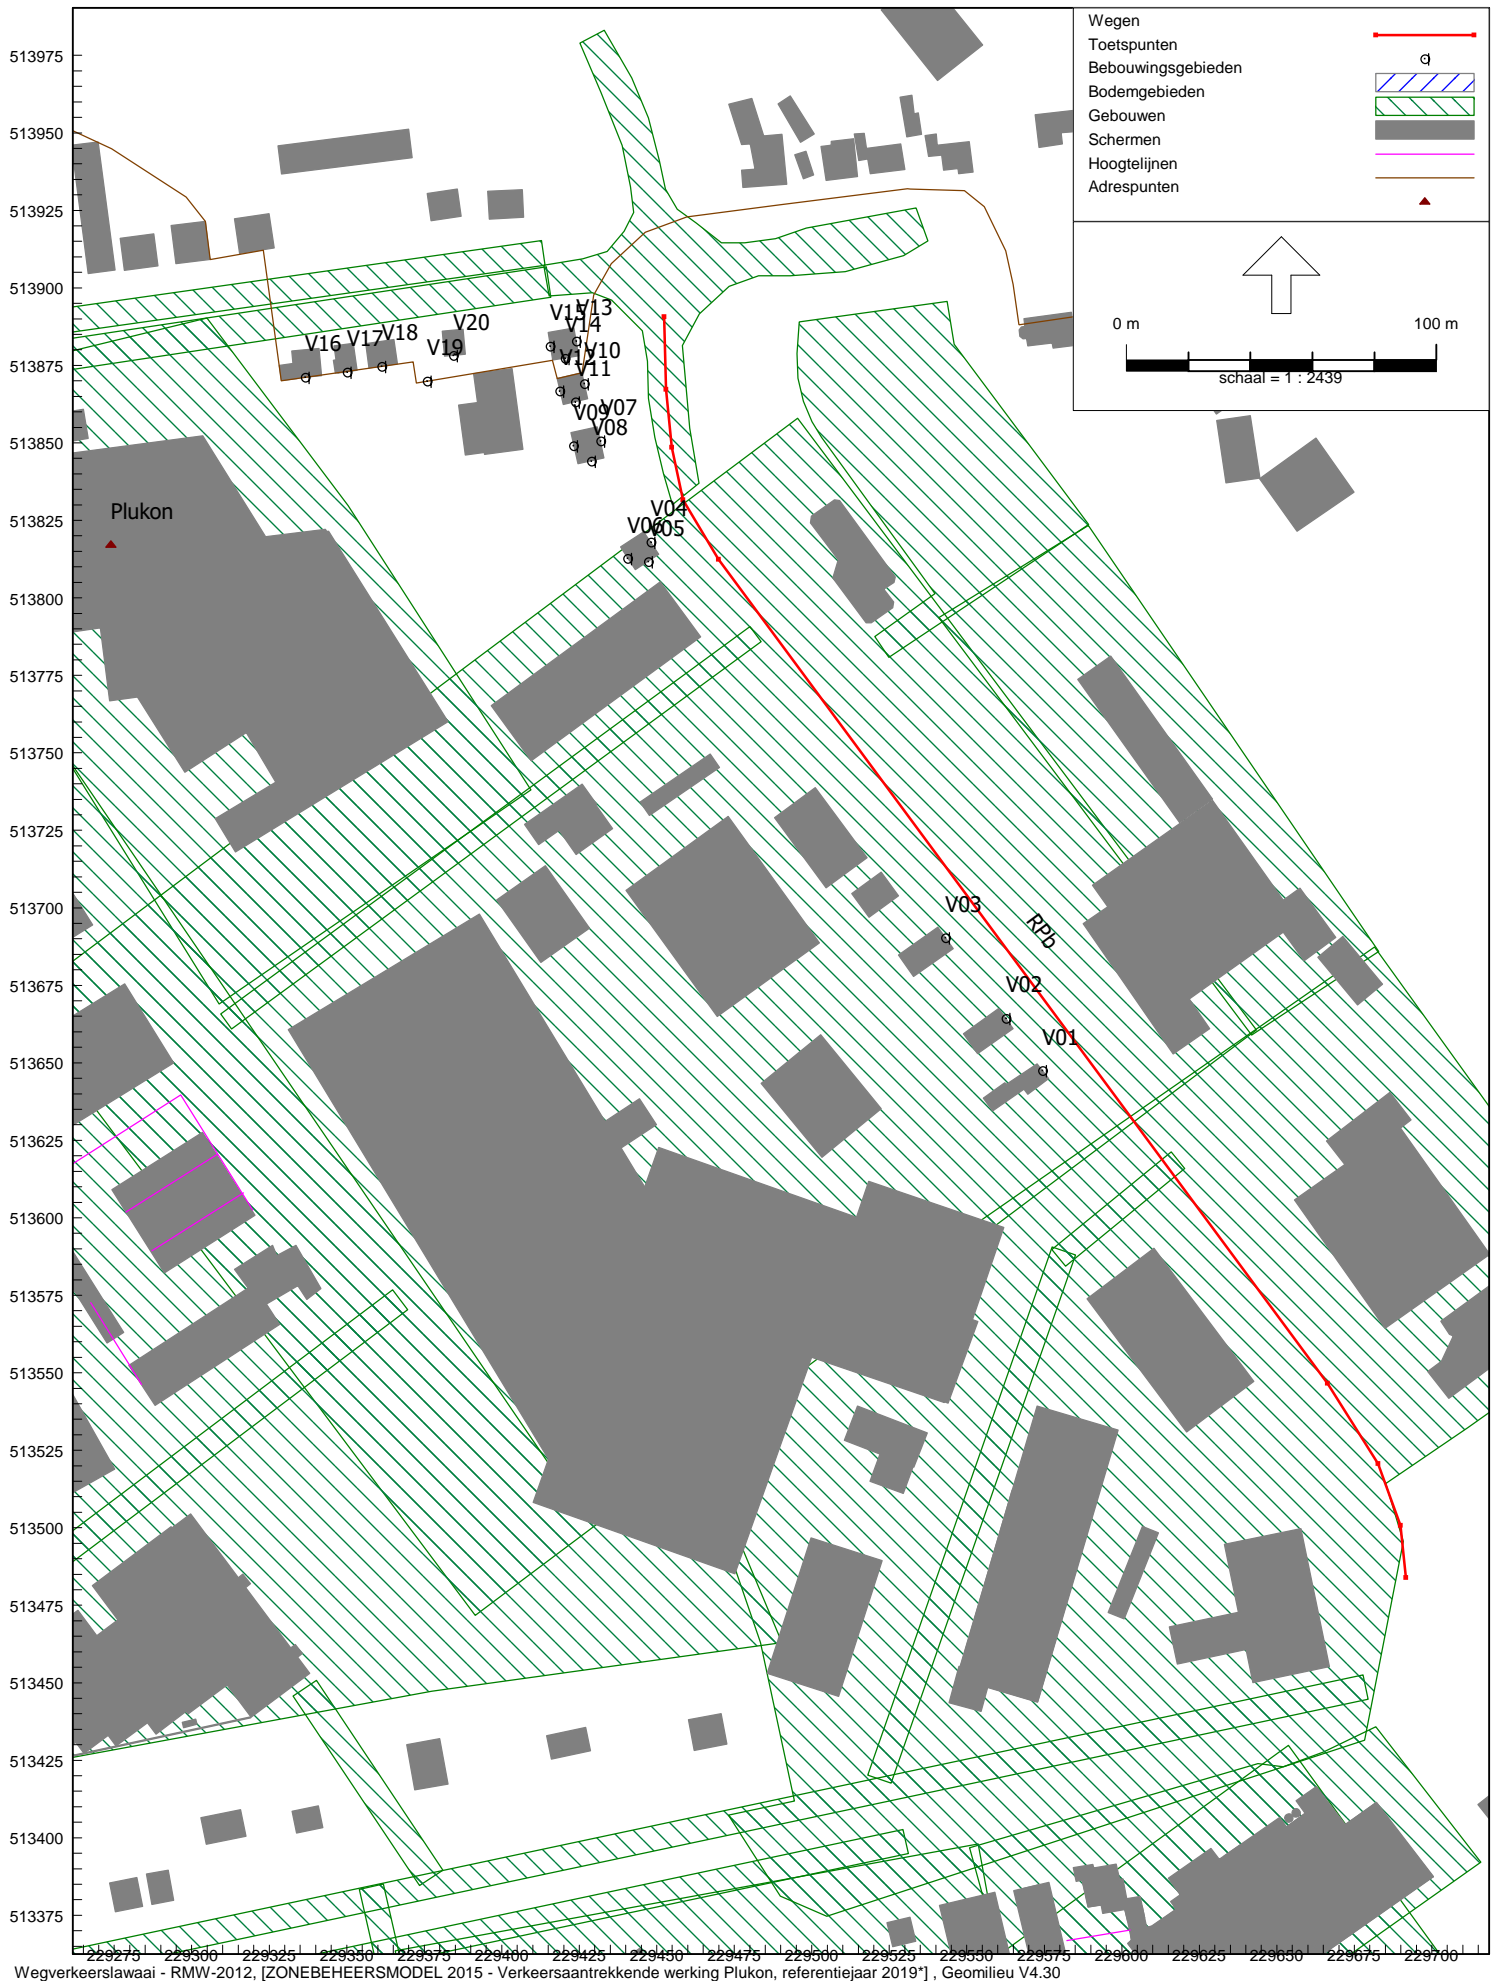 Wegen
Toetspunten
Bebouwingsgebieden
Bodemgebieden
Gebouwen
Schermen
Hoogtelijnen
Adrespunten
0 m 100 m
schaal = 1 : 2439
513975
513950
513925
513900
513875
513850
513825
513800
513775
513750
513725
513700
513675
513650
513625
513600
513575
513550
513525
513500
513475
513450
513425
513400
513375
V13
V15
V14
V20
V18
V17
V16
V19
V10
V12
V11
V07
V09
V08
Plukon
V04
V06
V05
V03
RPb
V02
V01
229275 229300 229325 229350 229375 229400 229425 229450 229475 229500 229525 229550 229575 229600 229625 229650 229675 229700
Wegverkeerslawaai - RMW-2012, [ZONEBEHEERSMODEL 2015 - Verkeersaantrekkende werking Plukon, referentiejaar 2019*] , Geomilieu V4.30